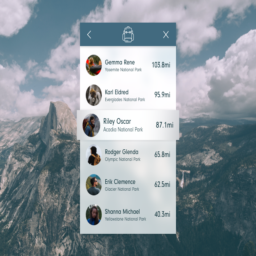 Gemma Rene
Yosemite National Park
103.8mi
Karl Eldred
Everglades National Park
95.9mi
Riley Oscar
Acadia National Park
87.1mi
Rodger Glenda
Olympic National Park
65.8mi
Erik Clemence
Glacier National Park
62.5mi
Shanna Michael
Yellowstone National Park
40.3mi